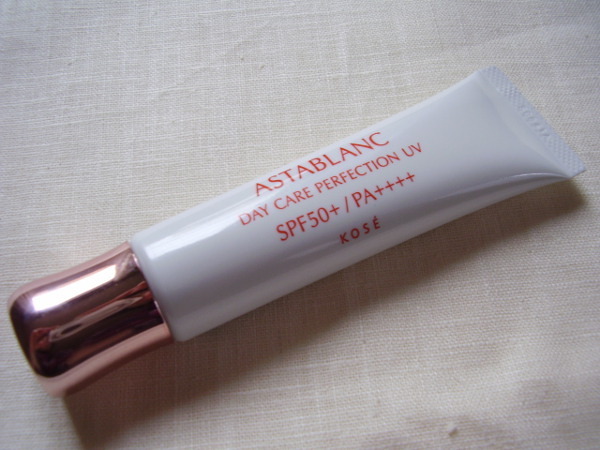 ASTABLANC
DAY CARE PERFECTION UV
SPF50+/PA++++
KOSÉ